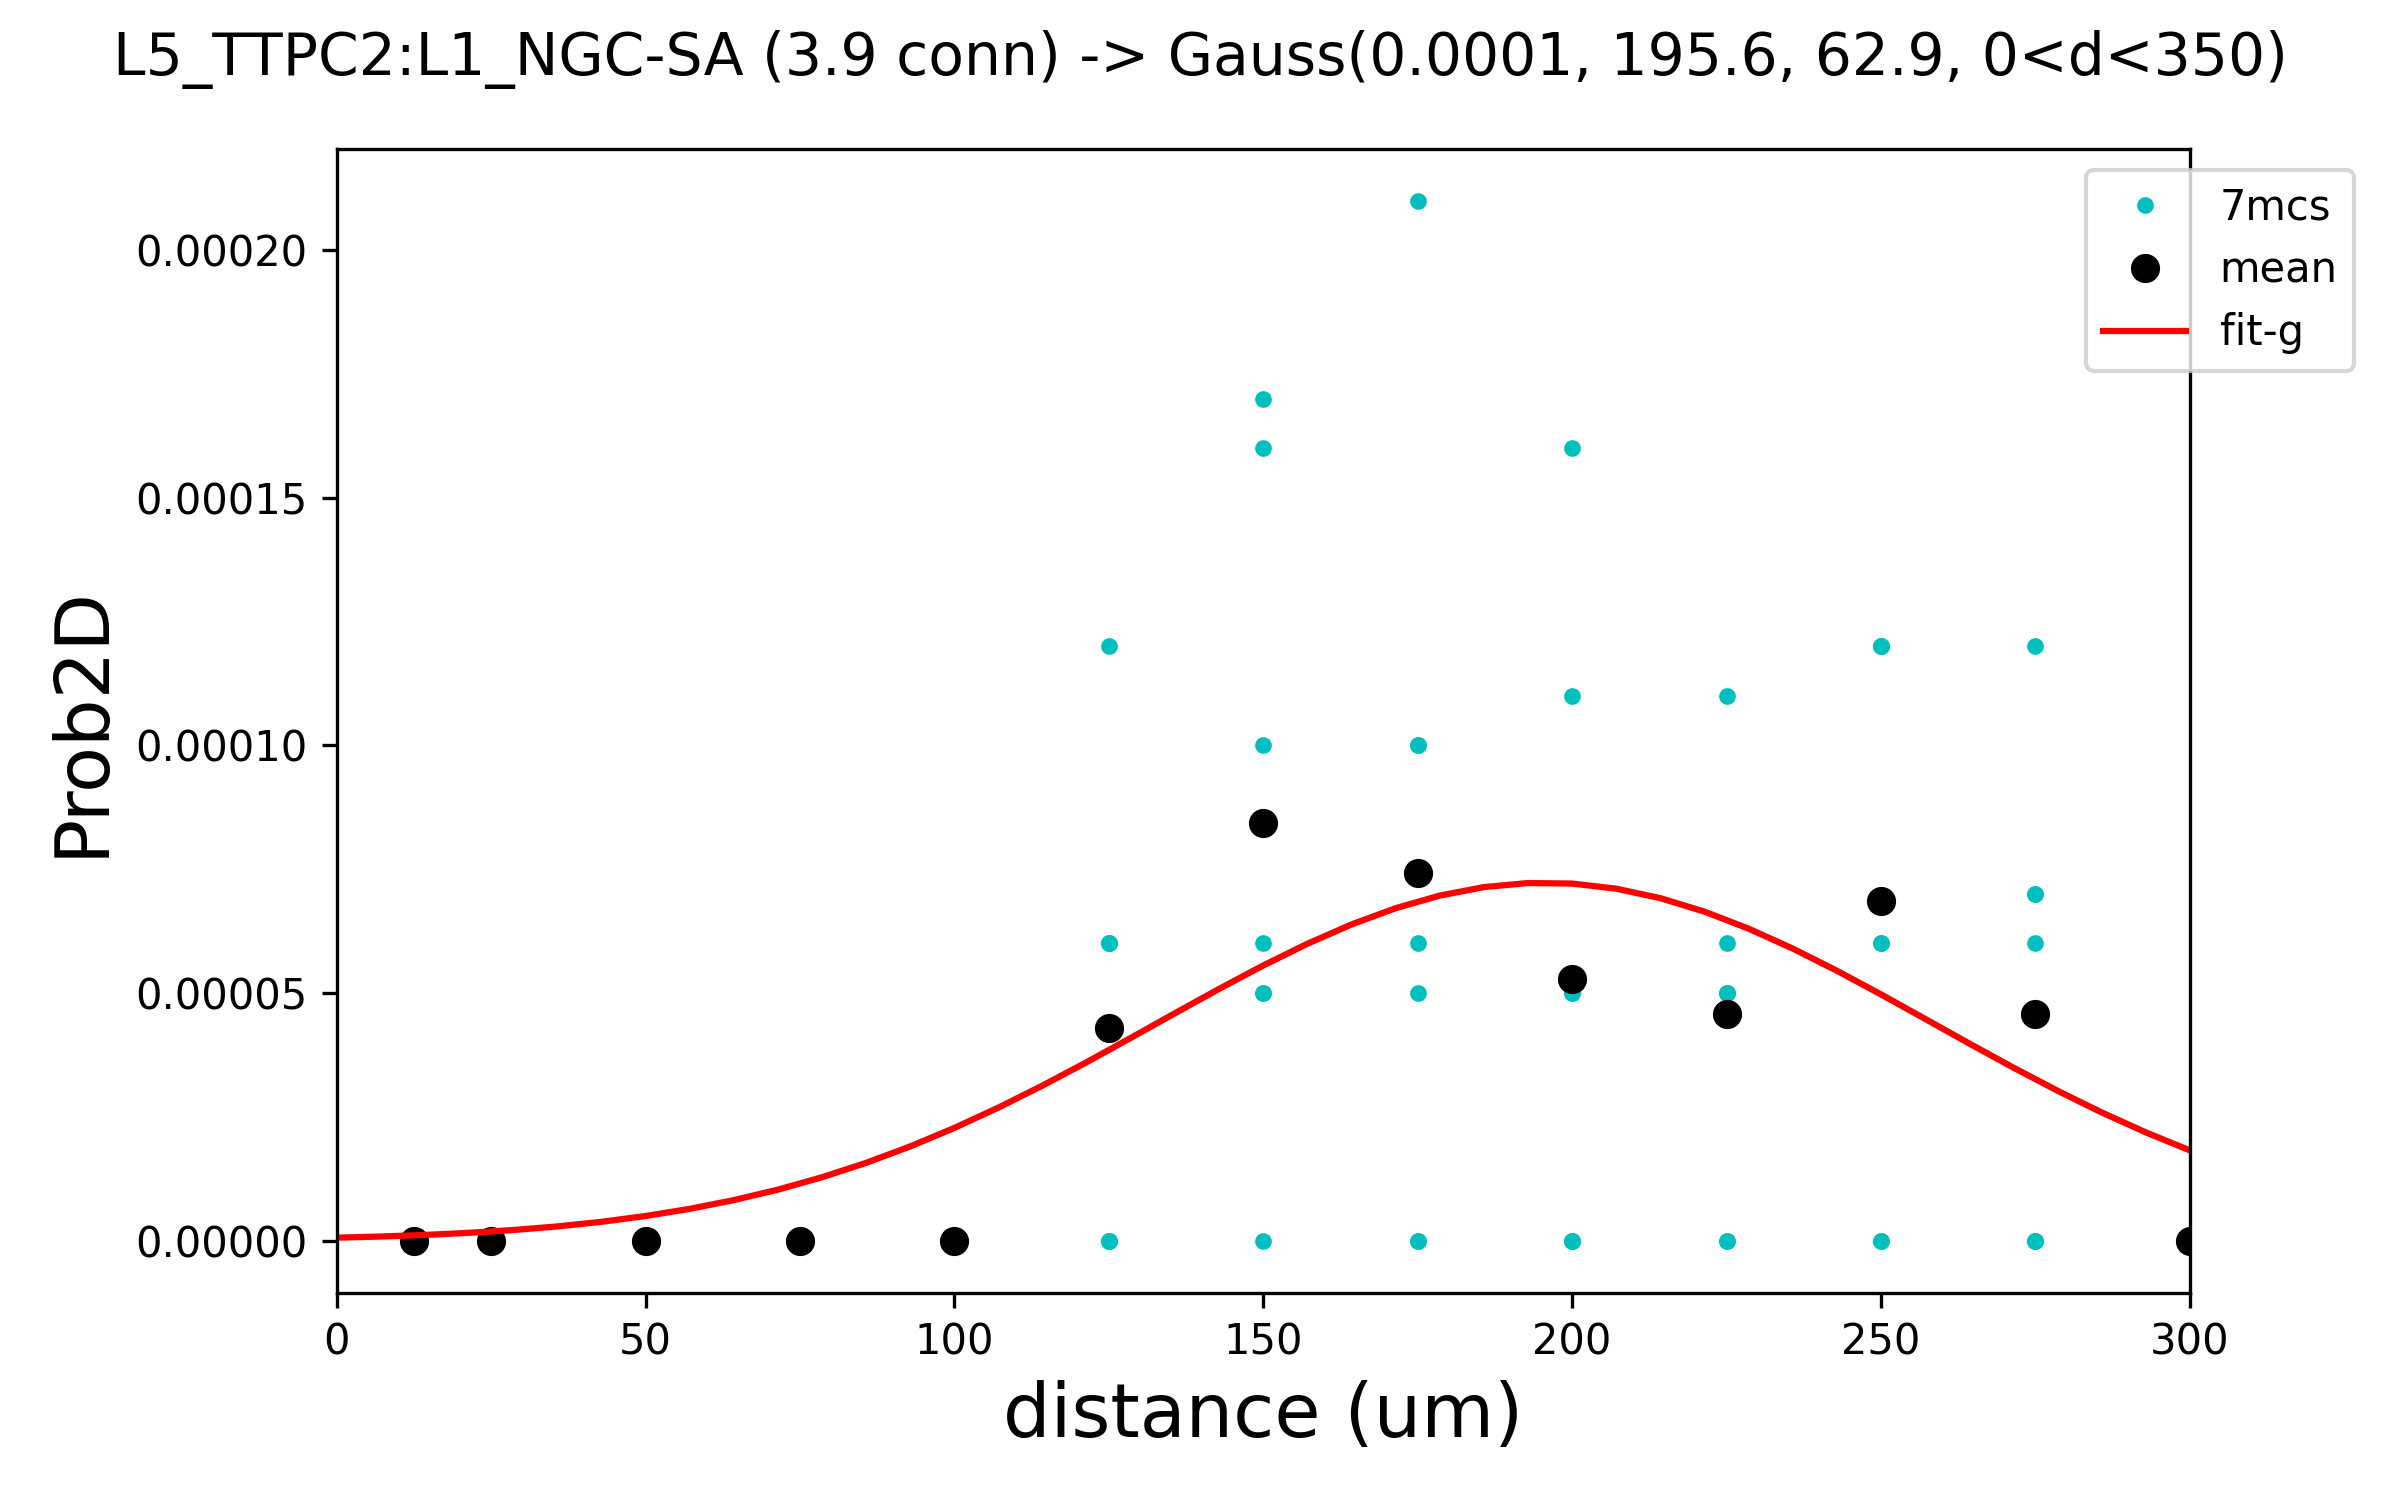 L5_TTPC2:L1_NGC-SA (3.9 conn) -> Gauss(0.0001, 195.6, 62.9, 0<d<350)
7mcs
mean
fit-g
Prob2D
0.00020
0.00015
0.00010
0.00005
0.00000
0 50 100 150 200 250 300
distance (um)